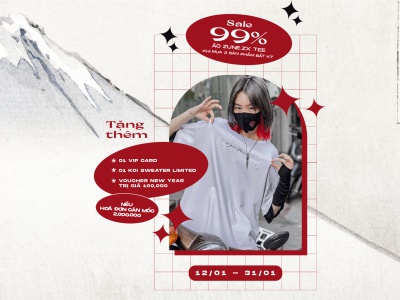 Sale
99%
ÁO ZUNE.ZX TEE
KHI MUA 3 SẢN PHẨM BẤT KỲ
Tặng
thêm
01 VIP CARD
01 KOI SWEATER LIMITED
VOUCHER NEW YEAR
TRỊ GIÁ 100,000
NẾU
HOÁ ĐƠN CÁN MỐC
2,000,000
12/01 – 31/01